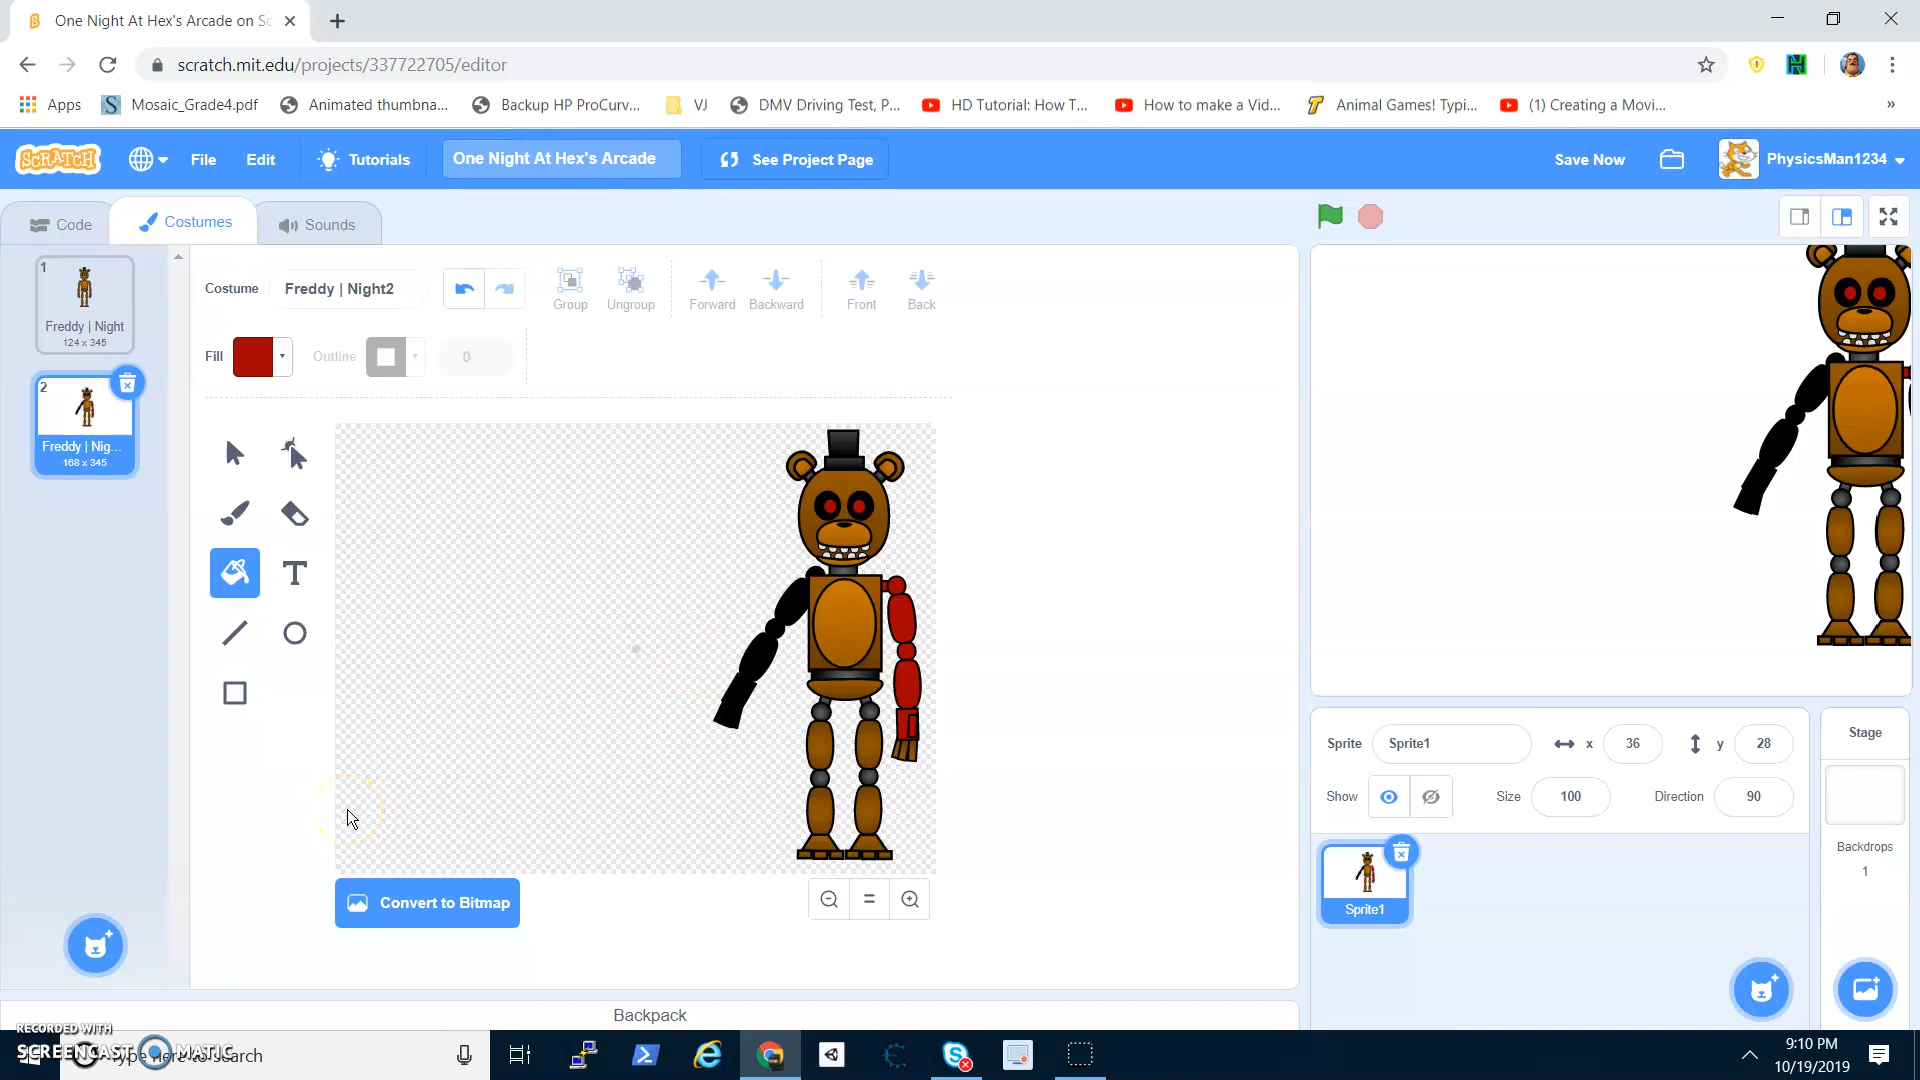 One Night At Hex's Arcade on Sc
scratch.mit.edu/projects/337722705/editor
Apps
Mosaic_Grade4.pdf
Animated thumbna...
Backup HP ProCurv...
VJ
DMV Driving Test, P...
HD Tutorial: How T...
How to make a Vid...
Animal Games! Typi...
(1) Creating a Movi...
»
SCRATCH
File
Edit
Tutorials
One Night At Hex's Arcade
See Project Page
Save Now
PhysicsMan1234
Code
Costumes
Sounds
1
Freddy | Night
124 x 345
2
Freddy | Nig...
168 x 345
Costume
Freddy | Night2
Group
Ungroup
Forward
Backward
Front
Back
Fill
Outline
0
T
Convert to Bitmap
Backpack
Sprite
Sprite1
x
36
y
28
Show
Size
100
Direction
90
Sprite1
Stage
Backdrops
1
RECORDED WITH
SCREENCAST MATIC
Type here to search
9:10 PM
10/19/2019